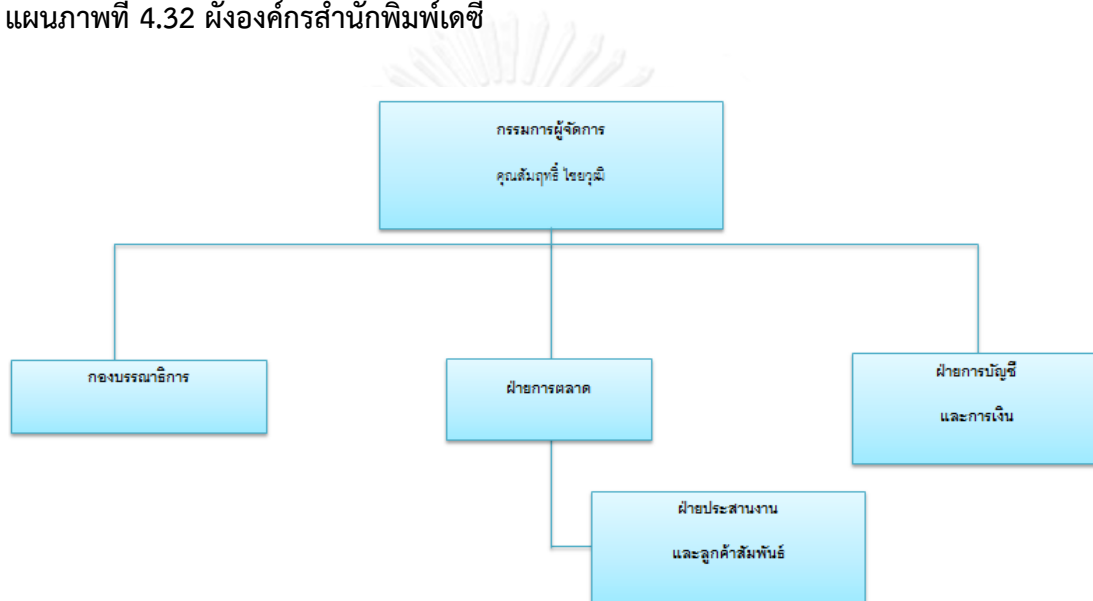 แผนภาพที่ 4.32 ผังองค์กรสำนักพิมพ์เดซี
กรรมการผู้จัดการ
คุณสัมฤทธิ์ ไชยวุฒิ
กองบรรณาธิการ
ฝ่ายการตลาด
ฝ่ายการบัญชี
และการเงิน
ฝ่ายประสานงาน
และลูกค้าสัมพันธ์